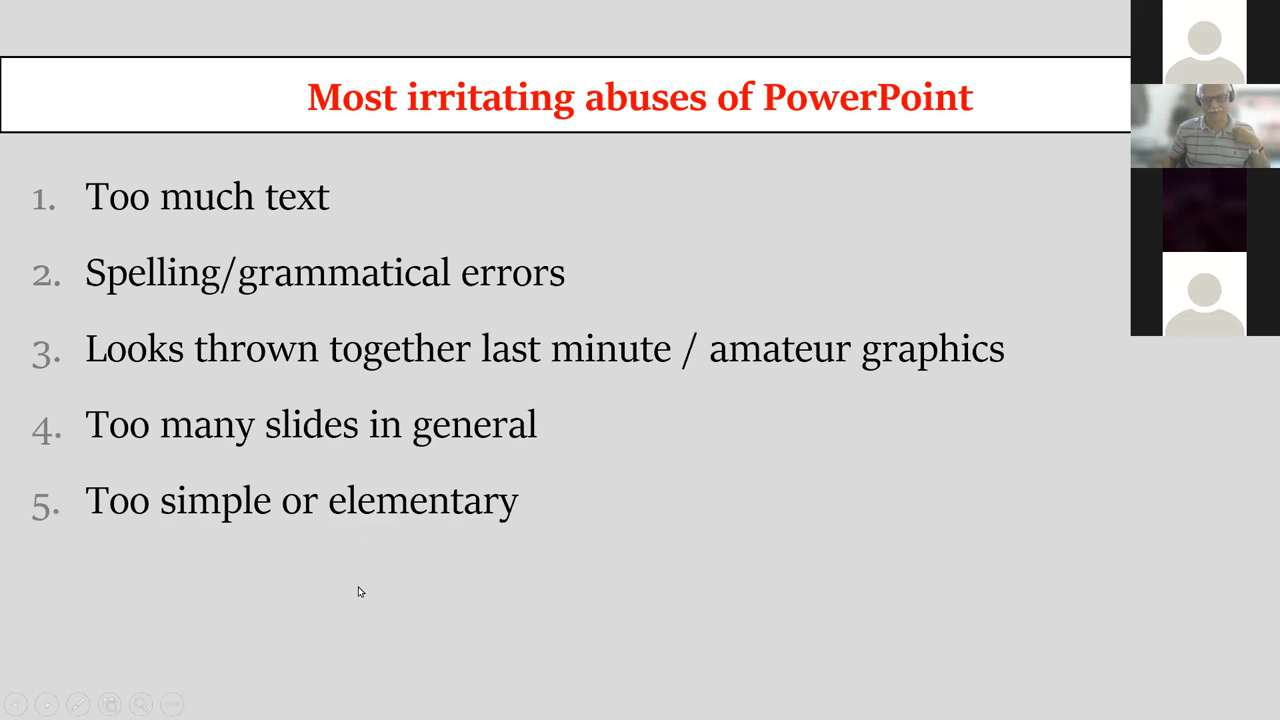 Most irritating abuses of PowerPoint
1. Too much text
2. Spelling/grammatical errors
3. Looks thrown together last minute / amateur graphics
4. Too many slides in general
5. Too simple or elementary